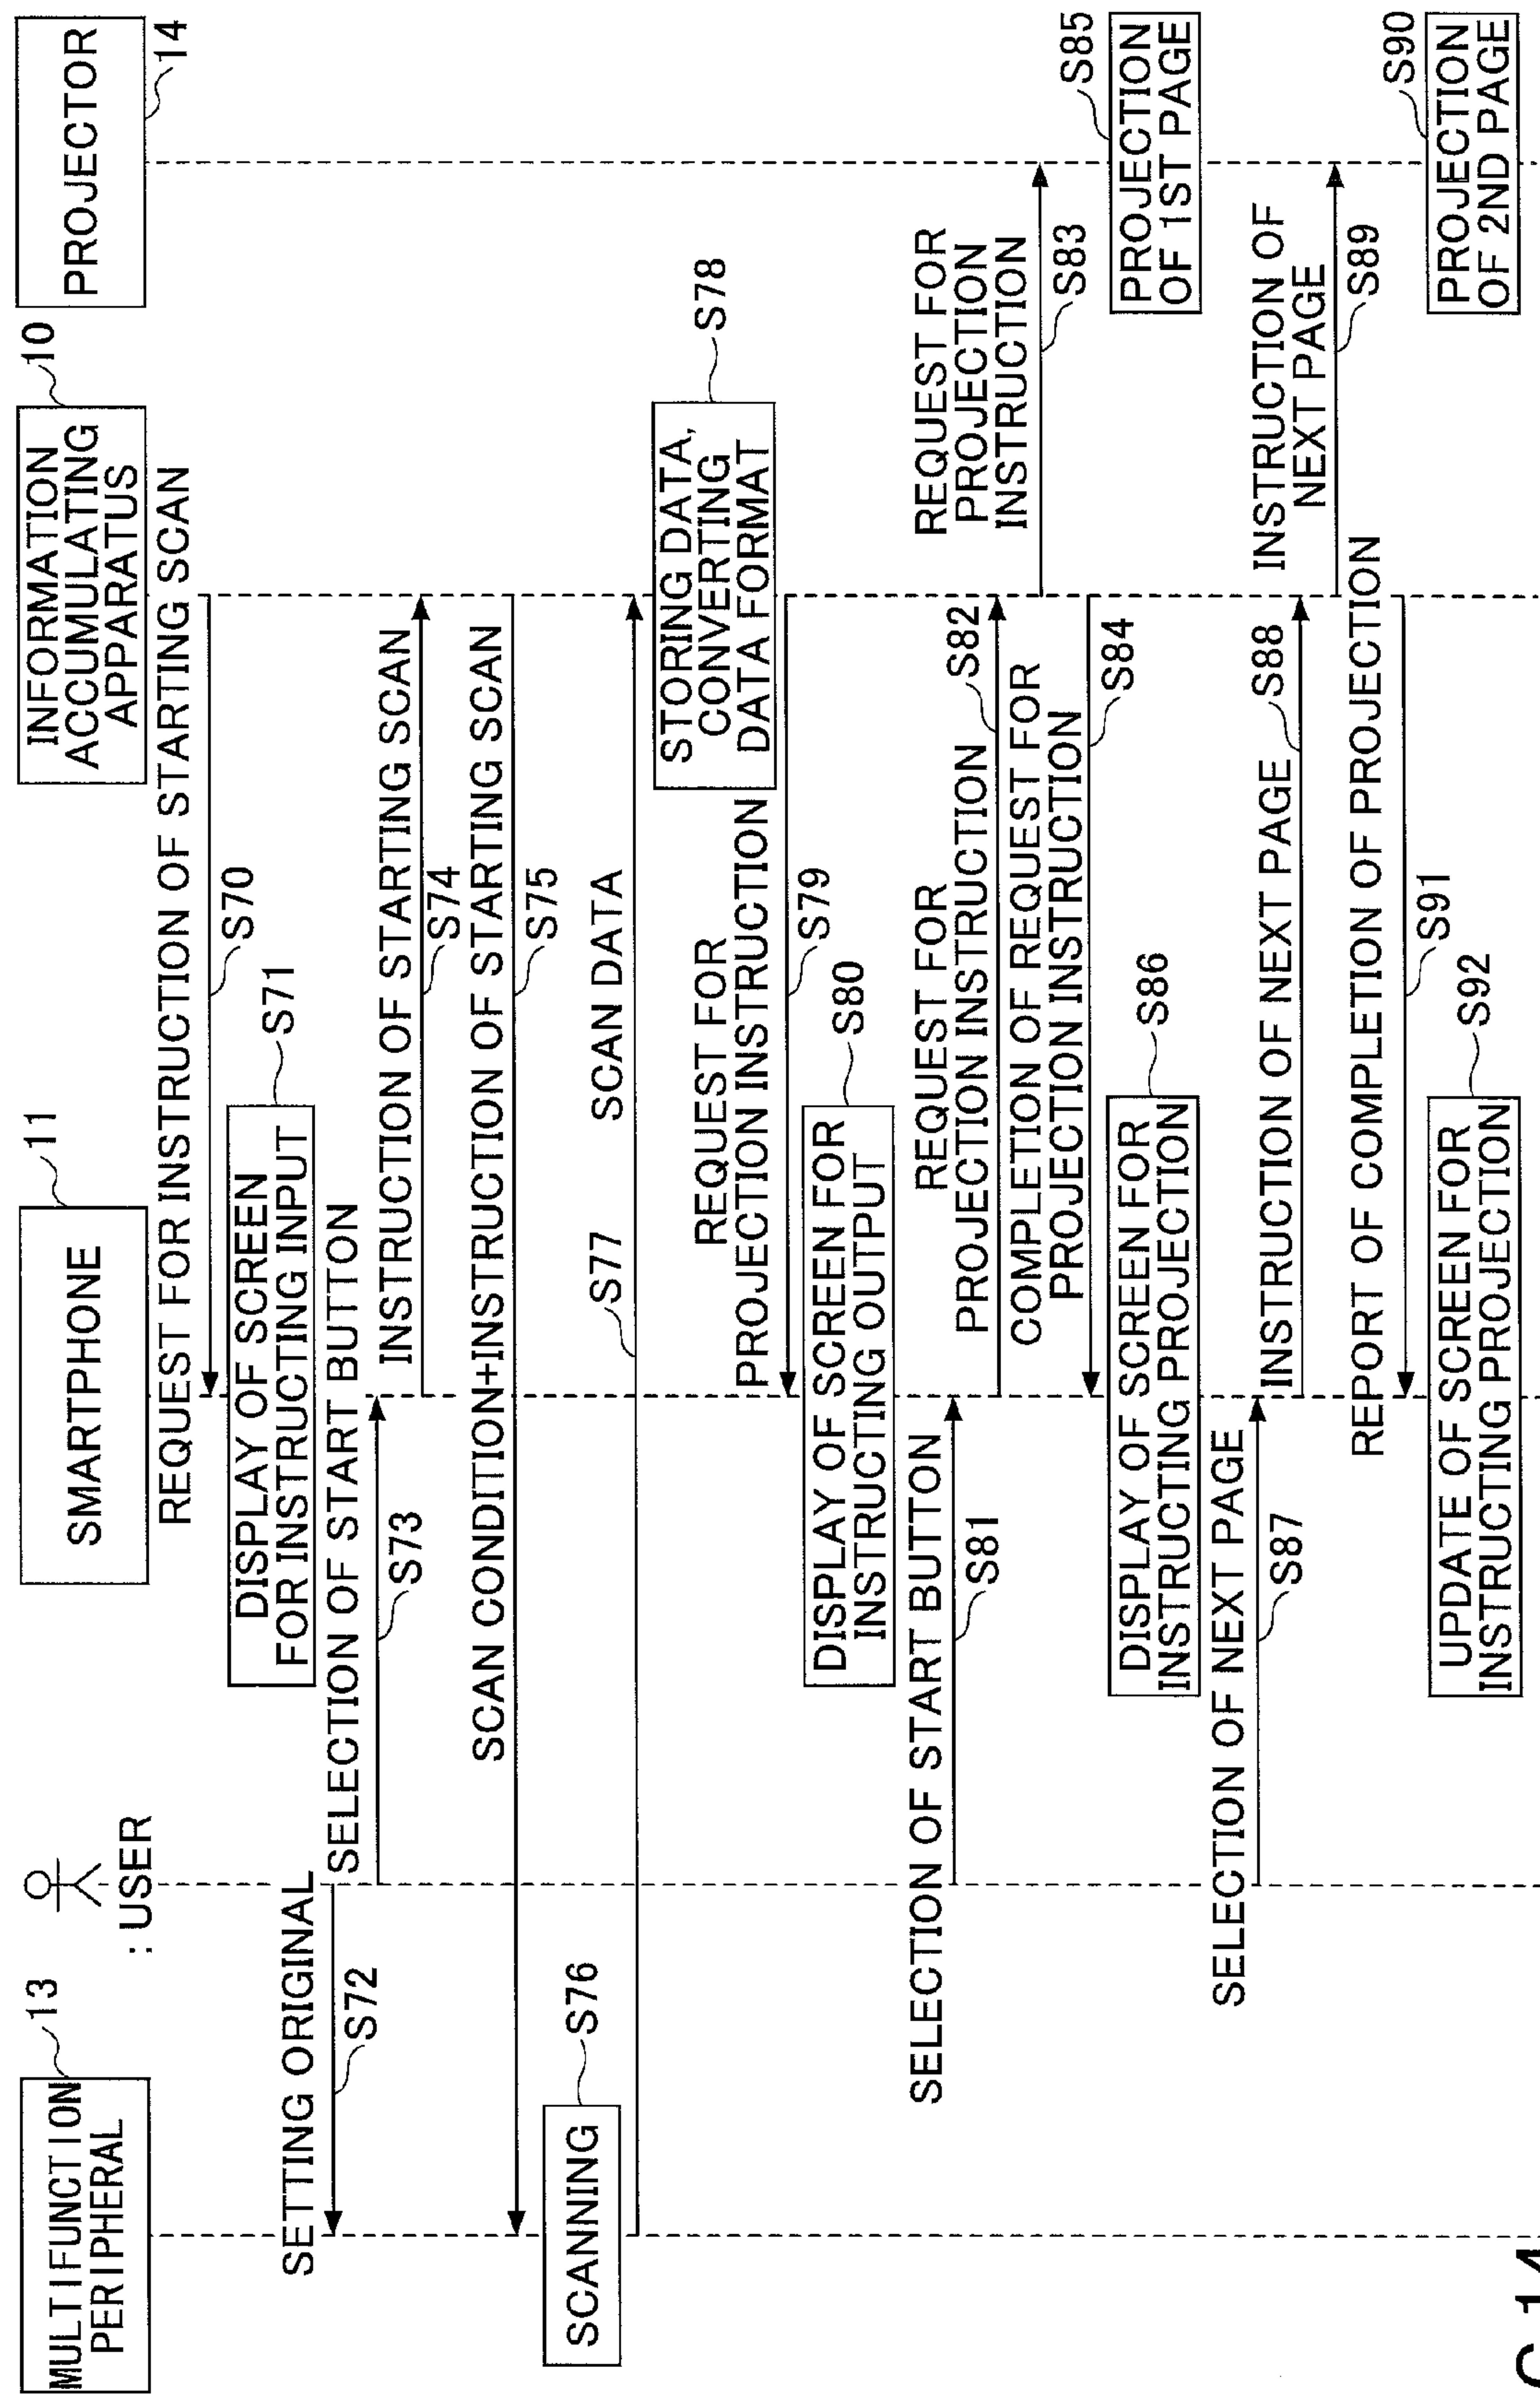 MULTIFUNCTION
PERIPHERAL
13
: USER
SMARTPHONE
11
INFORMATION
ACCUMULATING
APPARATUS
10
PROJECTOR
14
REQUEST FOR INSTRUCTION OF STARTING SCAN
S70
DISPLAY OF SCREEN
FOR INSTRUCTING INPUT
S71
SETTING ORIGINAL
S72
SELECTION OF START BUTTON
S73
INSTRUCTION OF STARTING SCAN
S74
SCAN CONDITION+INSTRUCTION OF STARTING SCAN
S75
SCANNING
S76
S77
SCAN DATA
STORING DATA,
CONVERTING
DATA FORMAT
S78
REQUEST FOR
PROJECTION INSTRUCTION
S79
DISPLAY OF SCREEN FOR
INSTRUCTING OUTPUT
S80
SELECTION OF START BUTTON
S81
REQUEST FOR
PROJECTION INSTRUCTION
S82
REQUEST FOR
PROJECTION
INSTRUCTION
S83
COMPLETION OF REQUEST FOR
PROJECTION INSTRUCTION
S84
PROJECTION
OF 1ST PAGE
S85
DISPLAY OF SCREEN FOR
INSTRUCTING PROJECTION
S86
SELECTION OF NEXT PAGE
S87
INSTRUCTION OF NEXT PAGE
S88
INSTRUCTION OF
NEXT PAGE
S89
REPORT OF COMPLETION OF PROJECTION
S91
PROJECTION
OF 2ND PAGE
S90
UPDATE OF SCREEN FOR
INSTRUCTING PROJECTION
S92